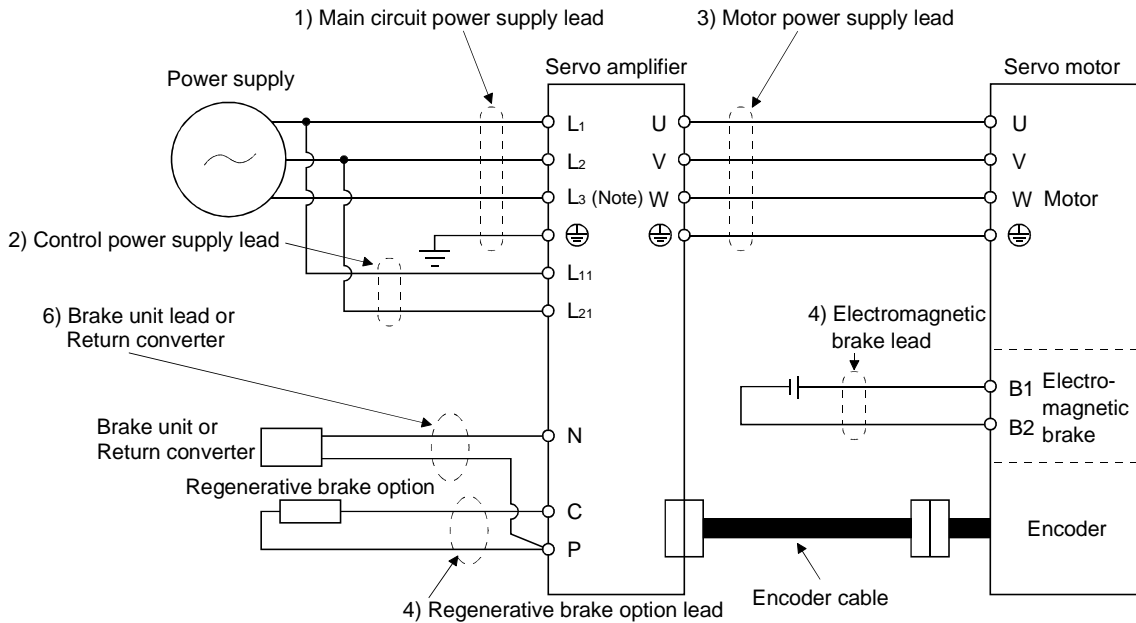 1) Main circuit power supply lead
3) Motor power supply lead
Power supply
Servo amplifier
Servo motor
L1
U
U
L2
V
V
L3 (Note)
W
W
Motor
2) Control power supply lead
L11
L21
6) Brake unit lead or
Return converter
4) Electromagnetic
brake lead
B1
B2
Electro-
magnetic
brake
Brake unit or
Return converter
N
Regenerative brake option
C
P
Encoder
4) Regenerative brake option lead
Encoder cable